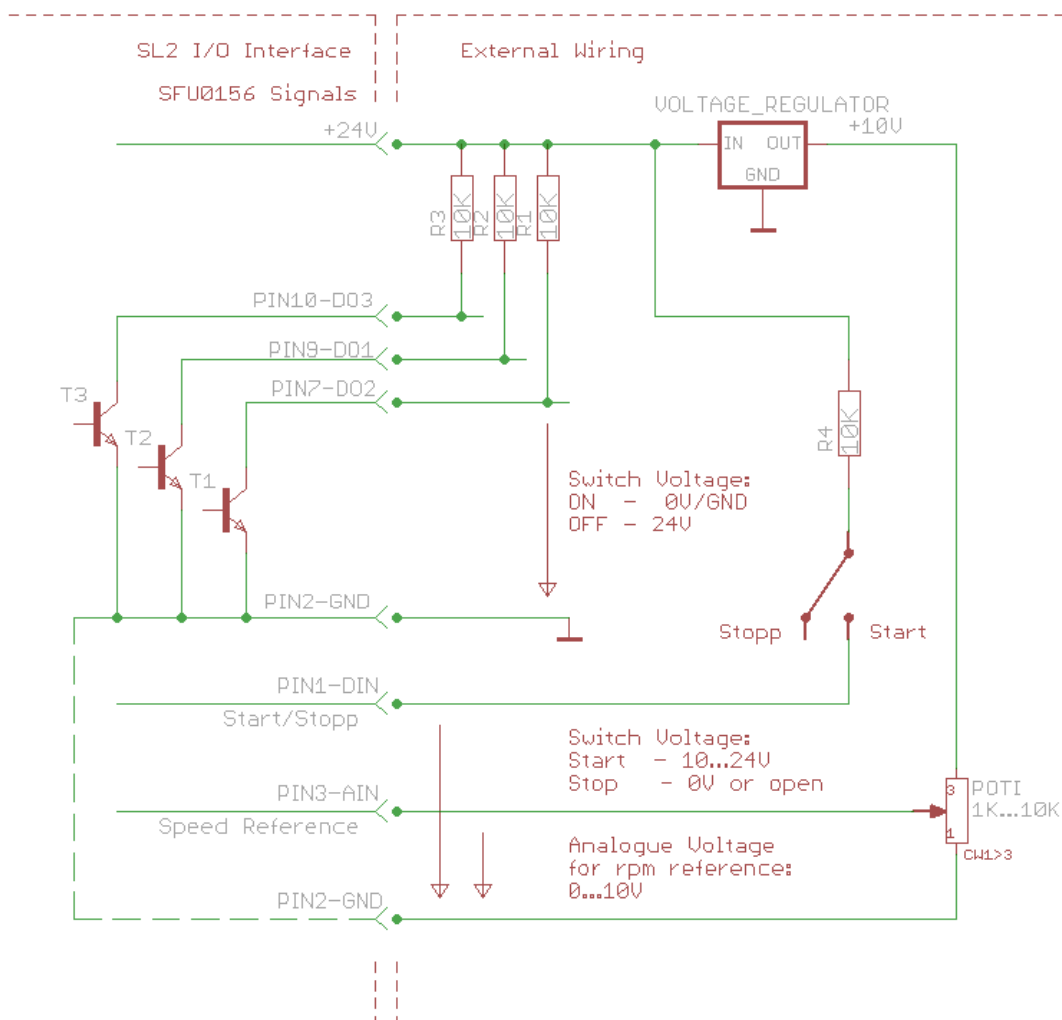 SL2 I/O Interface
External Wiring
SFU0156 Signals
VOLTAGE_REGULATOR
+24V
+10V
IN OUT
GND
R3
10K
R2
10K
R1
10K
PIN10-DO3
PIN9-DO1
PIN7-DO2
T3
T2
T1
R4
10K
Switch Voltage:
ON - 0V/GND
OFF - 24V
PIN2-GND
Stopp
Start
PIN1-DIN
Start/Stopp
Switch Voltage:
Start - 10...24V
Stop - 0V or open
PIN3-AIN
Speed Reference
3
POTI
1K...10K
1
CW1>3
Analogue Voltage
for rpm reference:
0...10V
PIN2-GND